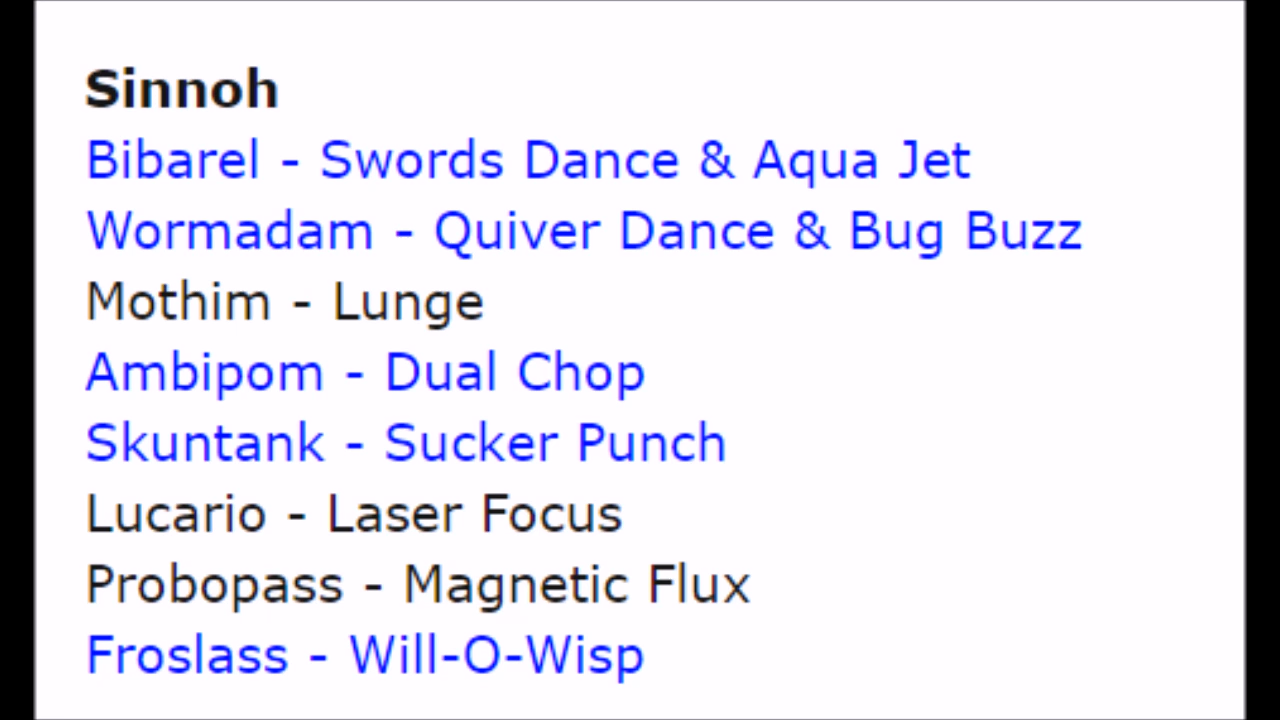 Sinnoh
Bibarel - Swords Dance & Aqua Jet
Wormadam - Quiver Dance & Bug Buzz
Mothim - Lunge
Ambipom - Dual Chop
Skuntank - Sucker Punch
Lucario - Laser Focus
Probopass - Magnetic Flux
Froslass - Will-O-Wisp